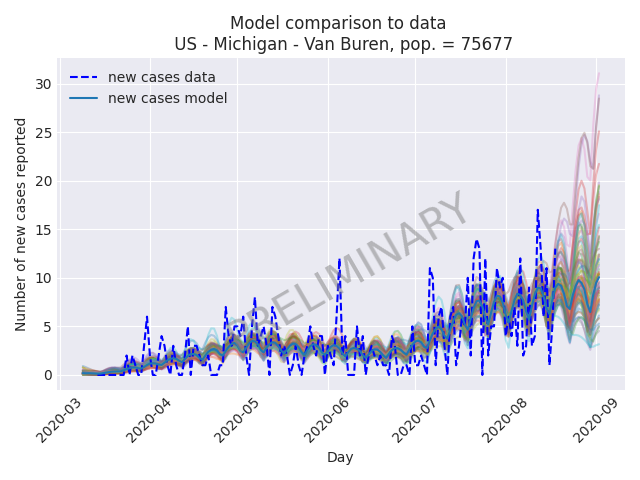 Model comparison to data
US - Michigan - Van Buren, pop. = 75677
new cases data
new cases model
Number of new cases reported
30
25
20
15
10
5
0
PRELIMINARY
2020-03
2020-04
2020-05
2020-06
2020-07
2020-08
2020-09
Day